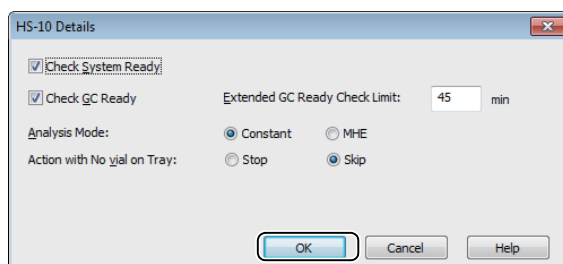 HS-10 Details
Check System Ready
Check GC Ready Extended GC Ready Check Limit: 45 min
Analysis Mode: Constant MHE
Action with No vial on Tray: Stop Skip
OK Cancel Help